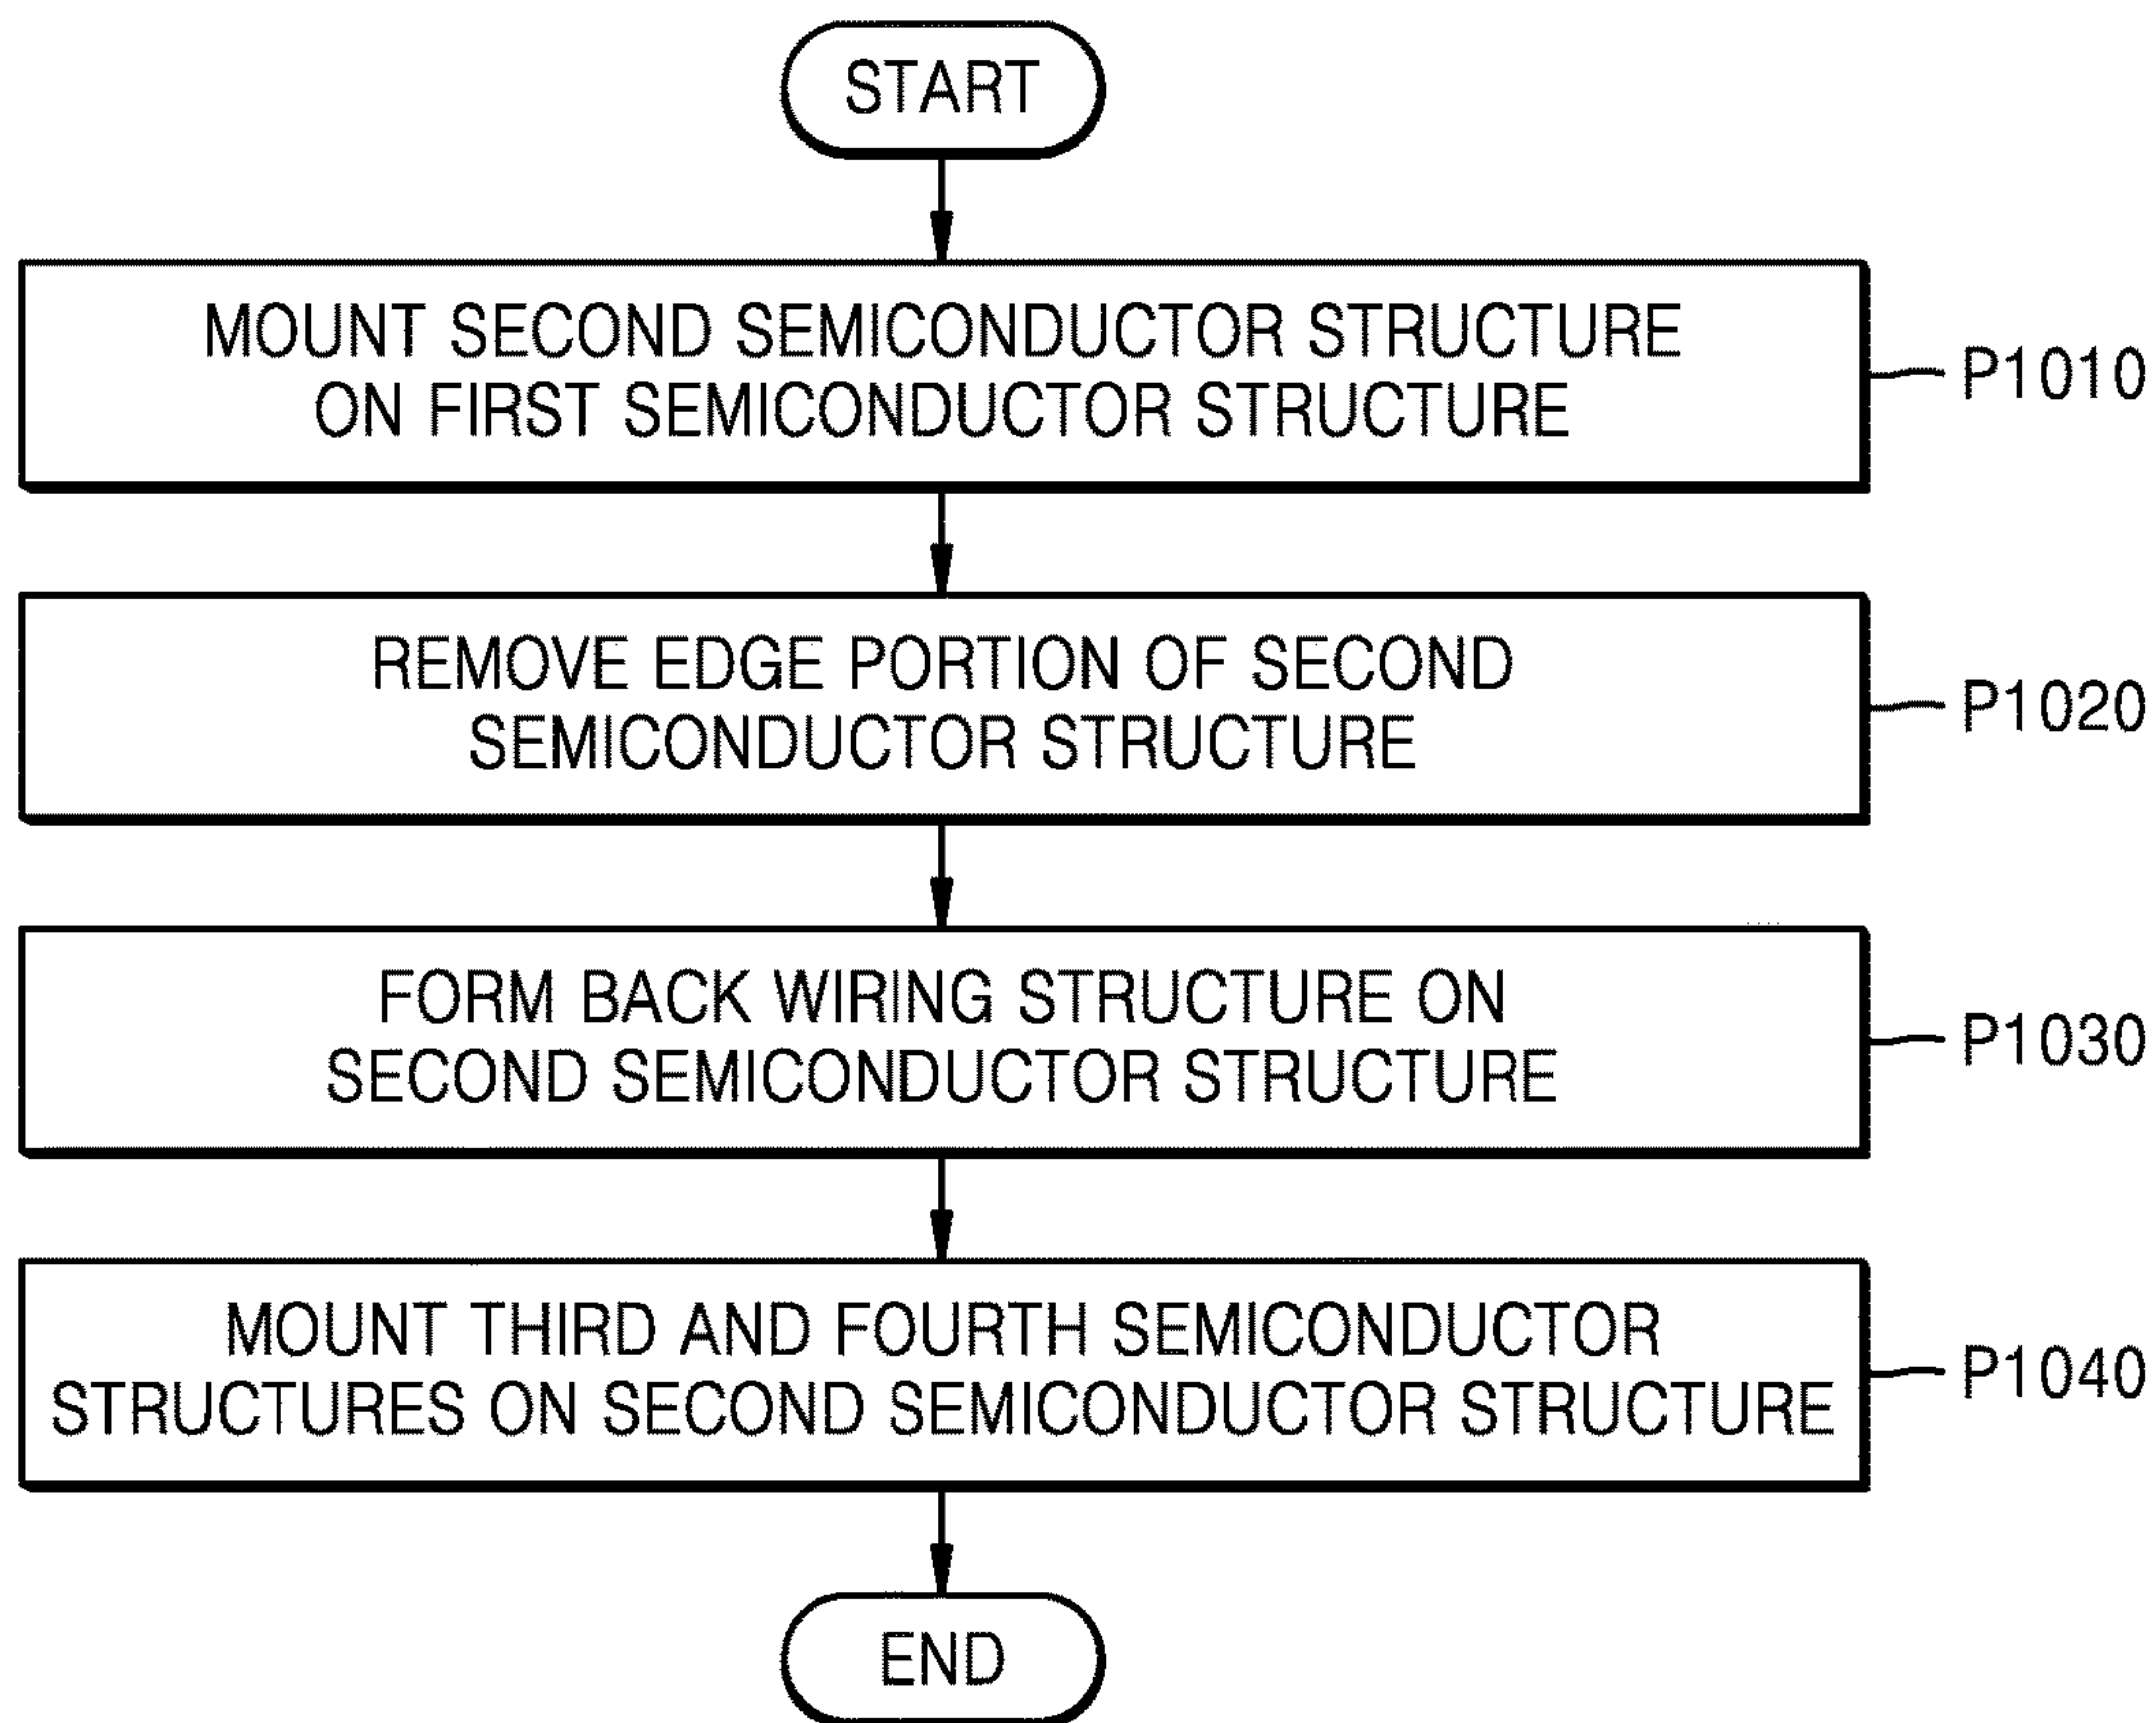 START
MOUNT SECOND SEMICONDUCTOR STRUCTURE
ON FIRST SEMICONDUCTOR STRUCTURE
P1010
REMOVE EDGE PORTION OF SECOND
SEMICONDUCTOR STRUCTURE
P1020
FORM BACK WIRING STRUCTURE ON
SECOND SEMICONDUCTOR STRUCTURE
P1030
MOUNT THIRD AND FOURTH SEMICONDUCTOR
STRUCTURES ON SECOND SEMICONDUCTOR STRUCTURE
P1040
END